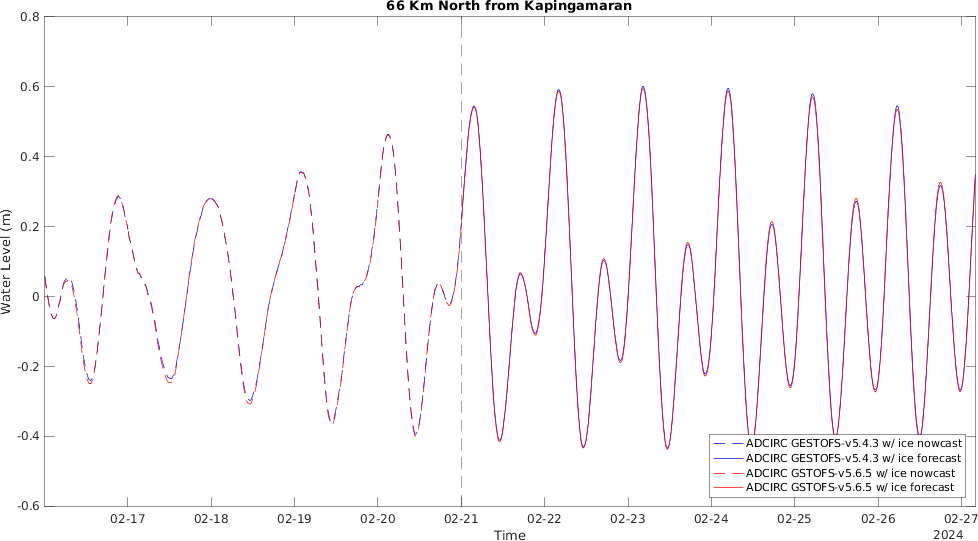 66 Km North from Kapingamaran
0.8
0.6
0.4
0.2
0
-0.2
-0.4
-0.6
Water Level (m)
ADCIRC GESTOFS-v5.4.3 w/ ice nowcast
ADCIRC GESTOFS-v5.4.3 w/ ice forecast
ADCIRC GSTOFS-v5.6.5 w/ ice nowcast
ADCIRC GSTOFS-v5.6.5 w/ ice forecast
02-17 02-18 02-19 02-20 02-21 02-22 02-23 02-24 02-25 02-26 02-27
Time
2024